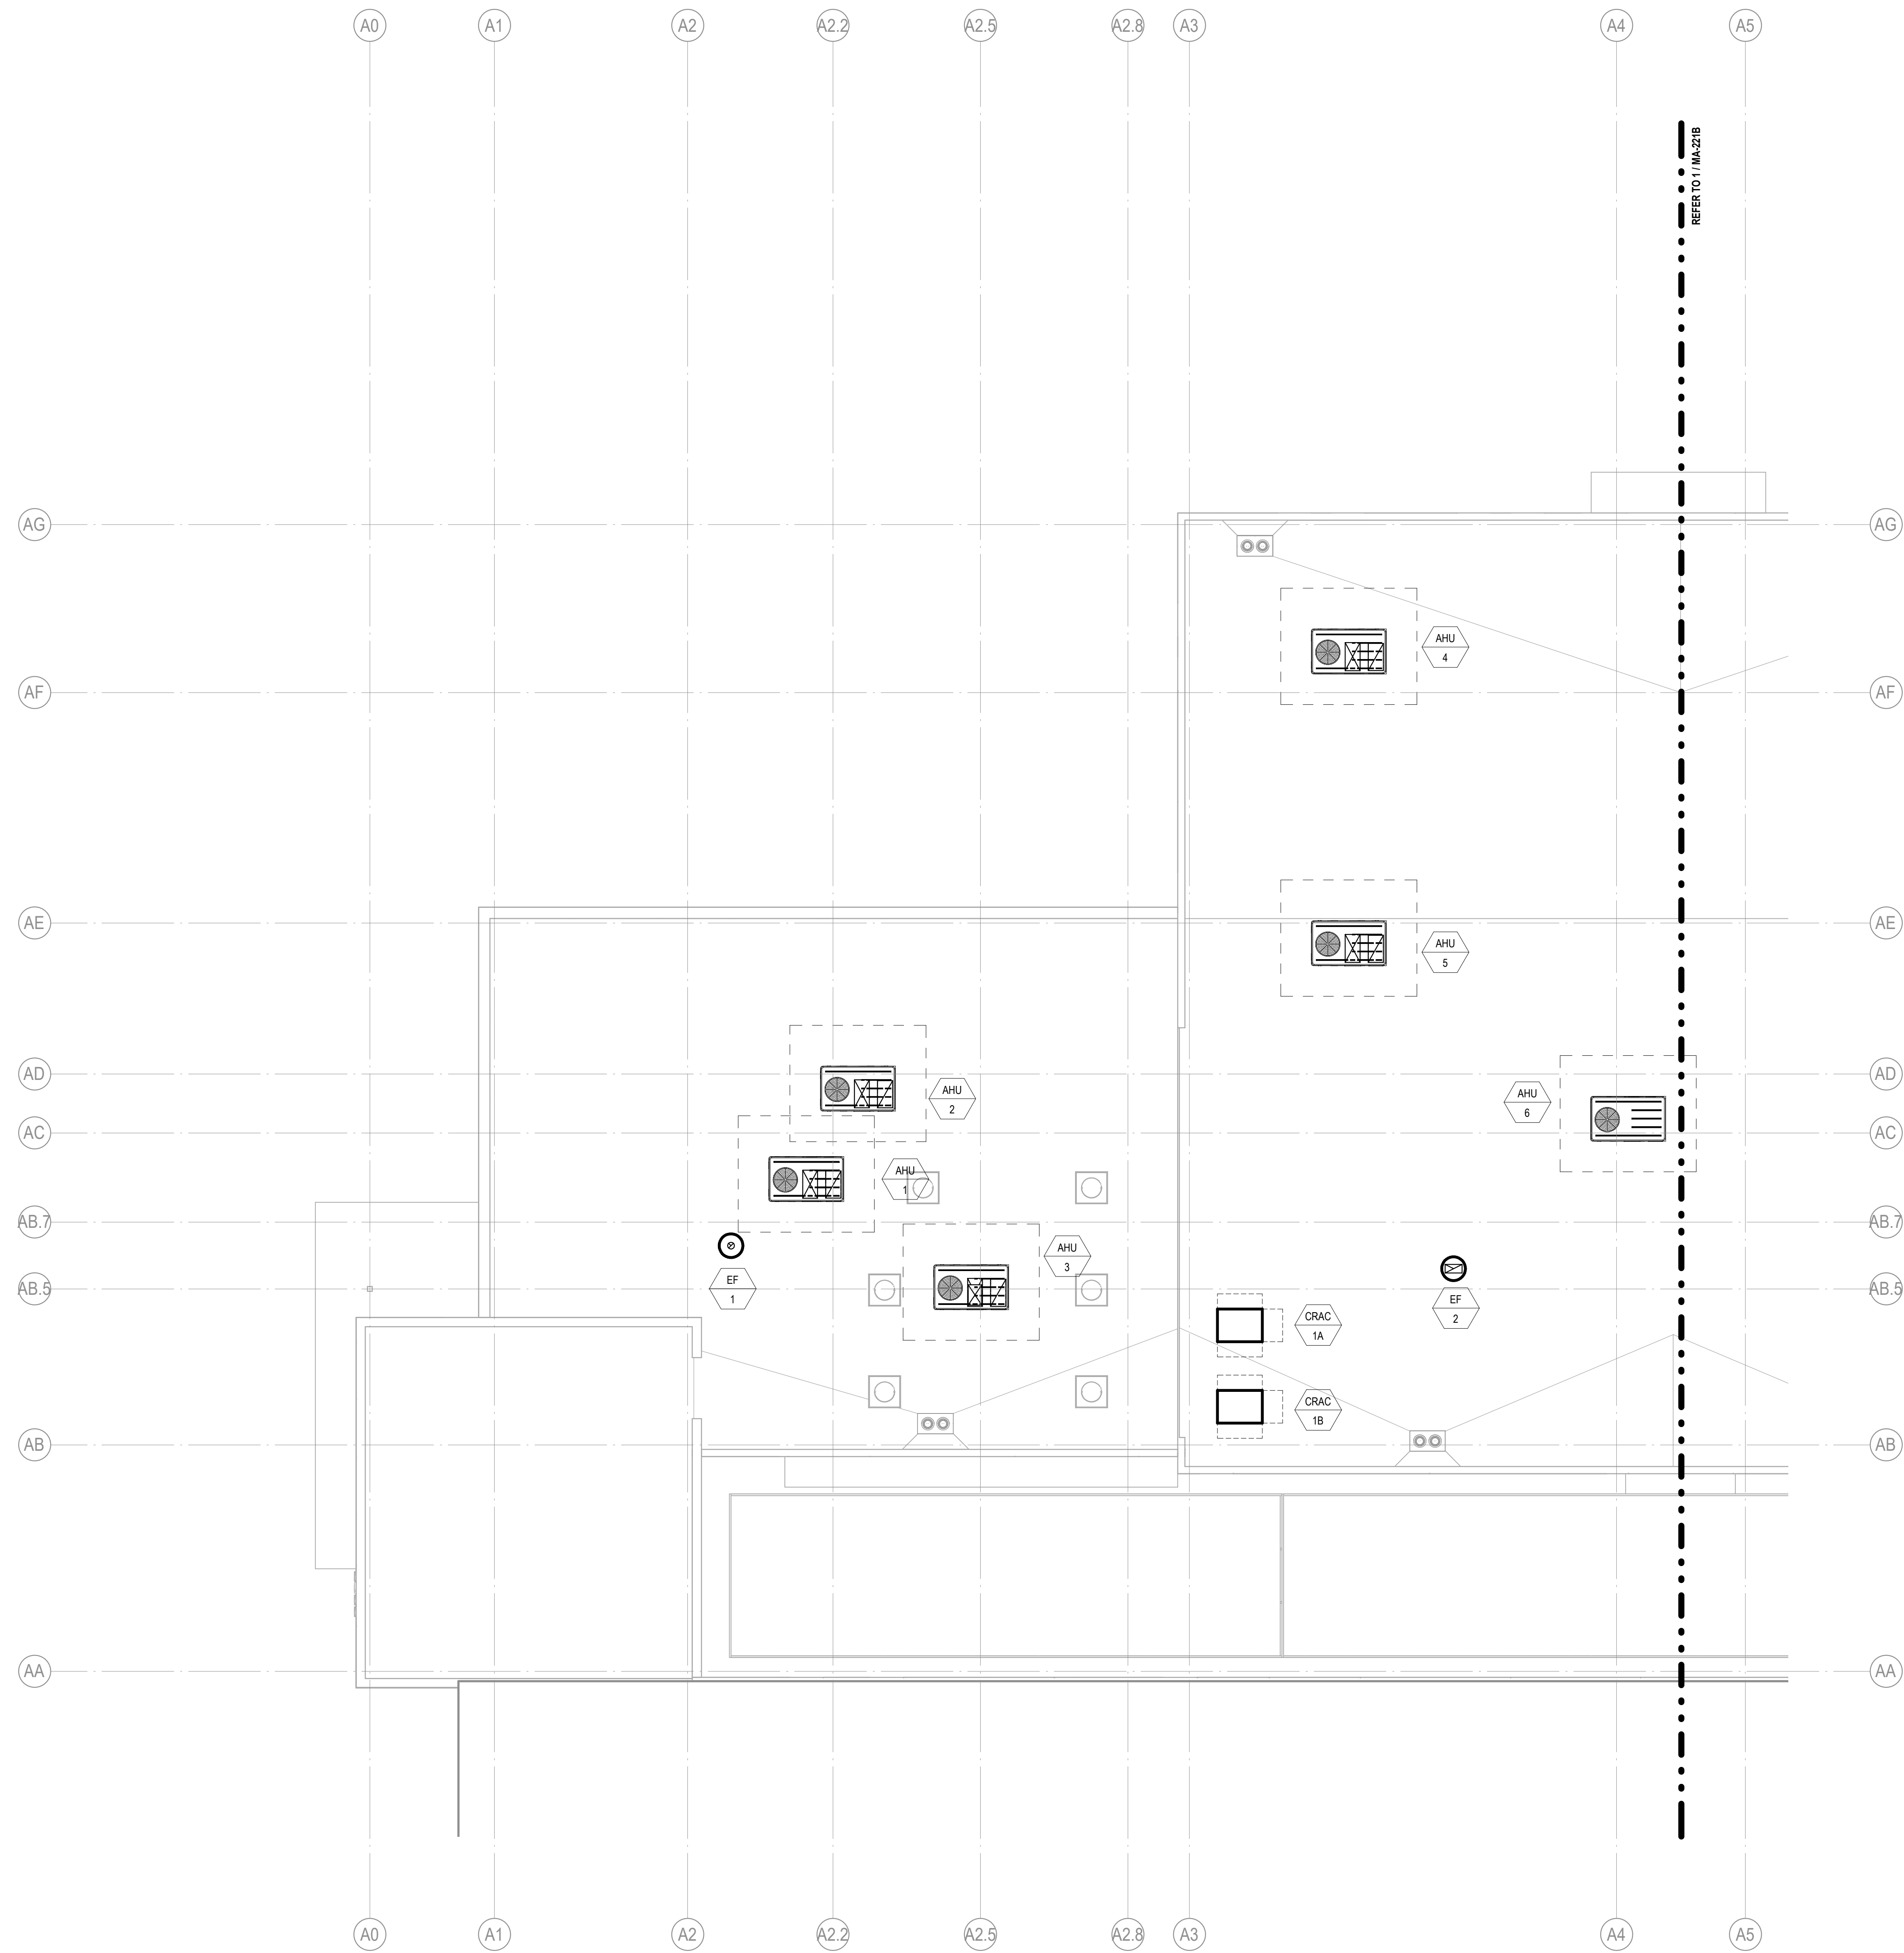 A0
A1
A2
A2.2
A2.5
A2.8
A3
A4
A5
REFER TO 1 / MA-221B
AG
AG
AHU
4
AF
AF
AE
AE
AHU
5
AD
AD
AHU
2
AHU
6
AC
AC
AHU
1
AB.7
AB.7
AHU
3
EF
1
AB.5
AB.5
EF
2
CRAC
1A
CRAC
1B
AB
AB
AA
AA
A0
A1
A2
A2.2
A2.5
A2.8
A3
A4
A5